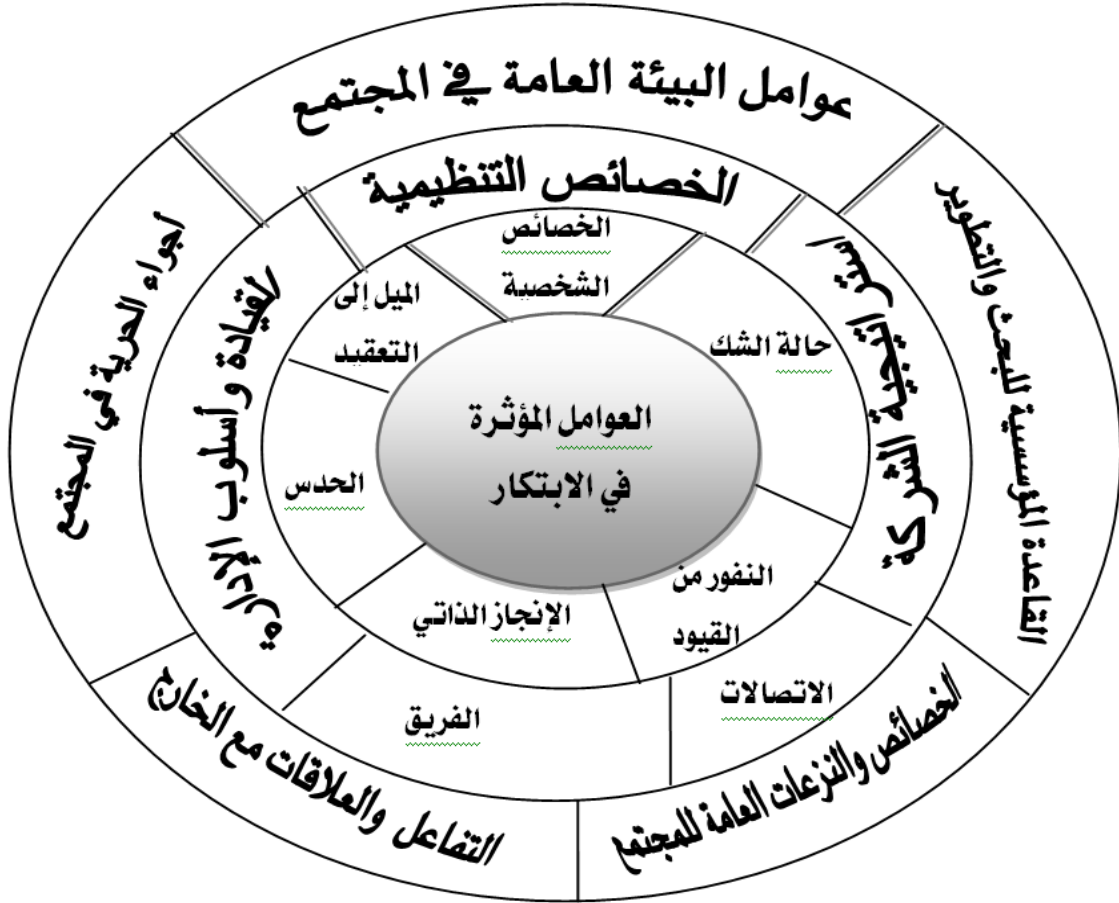 عوامل البيئة العامة في المجتمع
القاعدة المؤسسية للبحث والتطوير
الخصائص والنزعات العامة للمجتمع
التفاعل والعلاقات مع الخارج
أجواء الحرية في المجتمع
الخصائص التنظيمية
الشركة
الاتصالات
الفريق
القيادة وأسلوب الإدارة
الخصائص
الشخصية
حالة الشك
النفور من
القيود
الإنجاز الذاتي
الحدس
الميل إلى
التعقيد
العوامل المؤثرة
في الابتكار